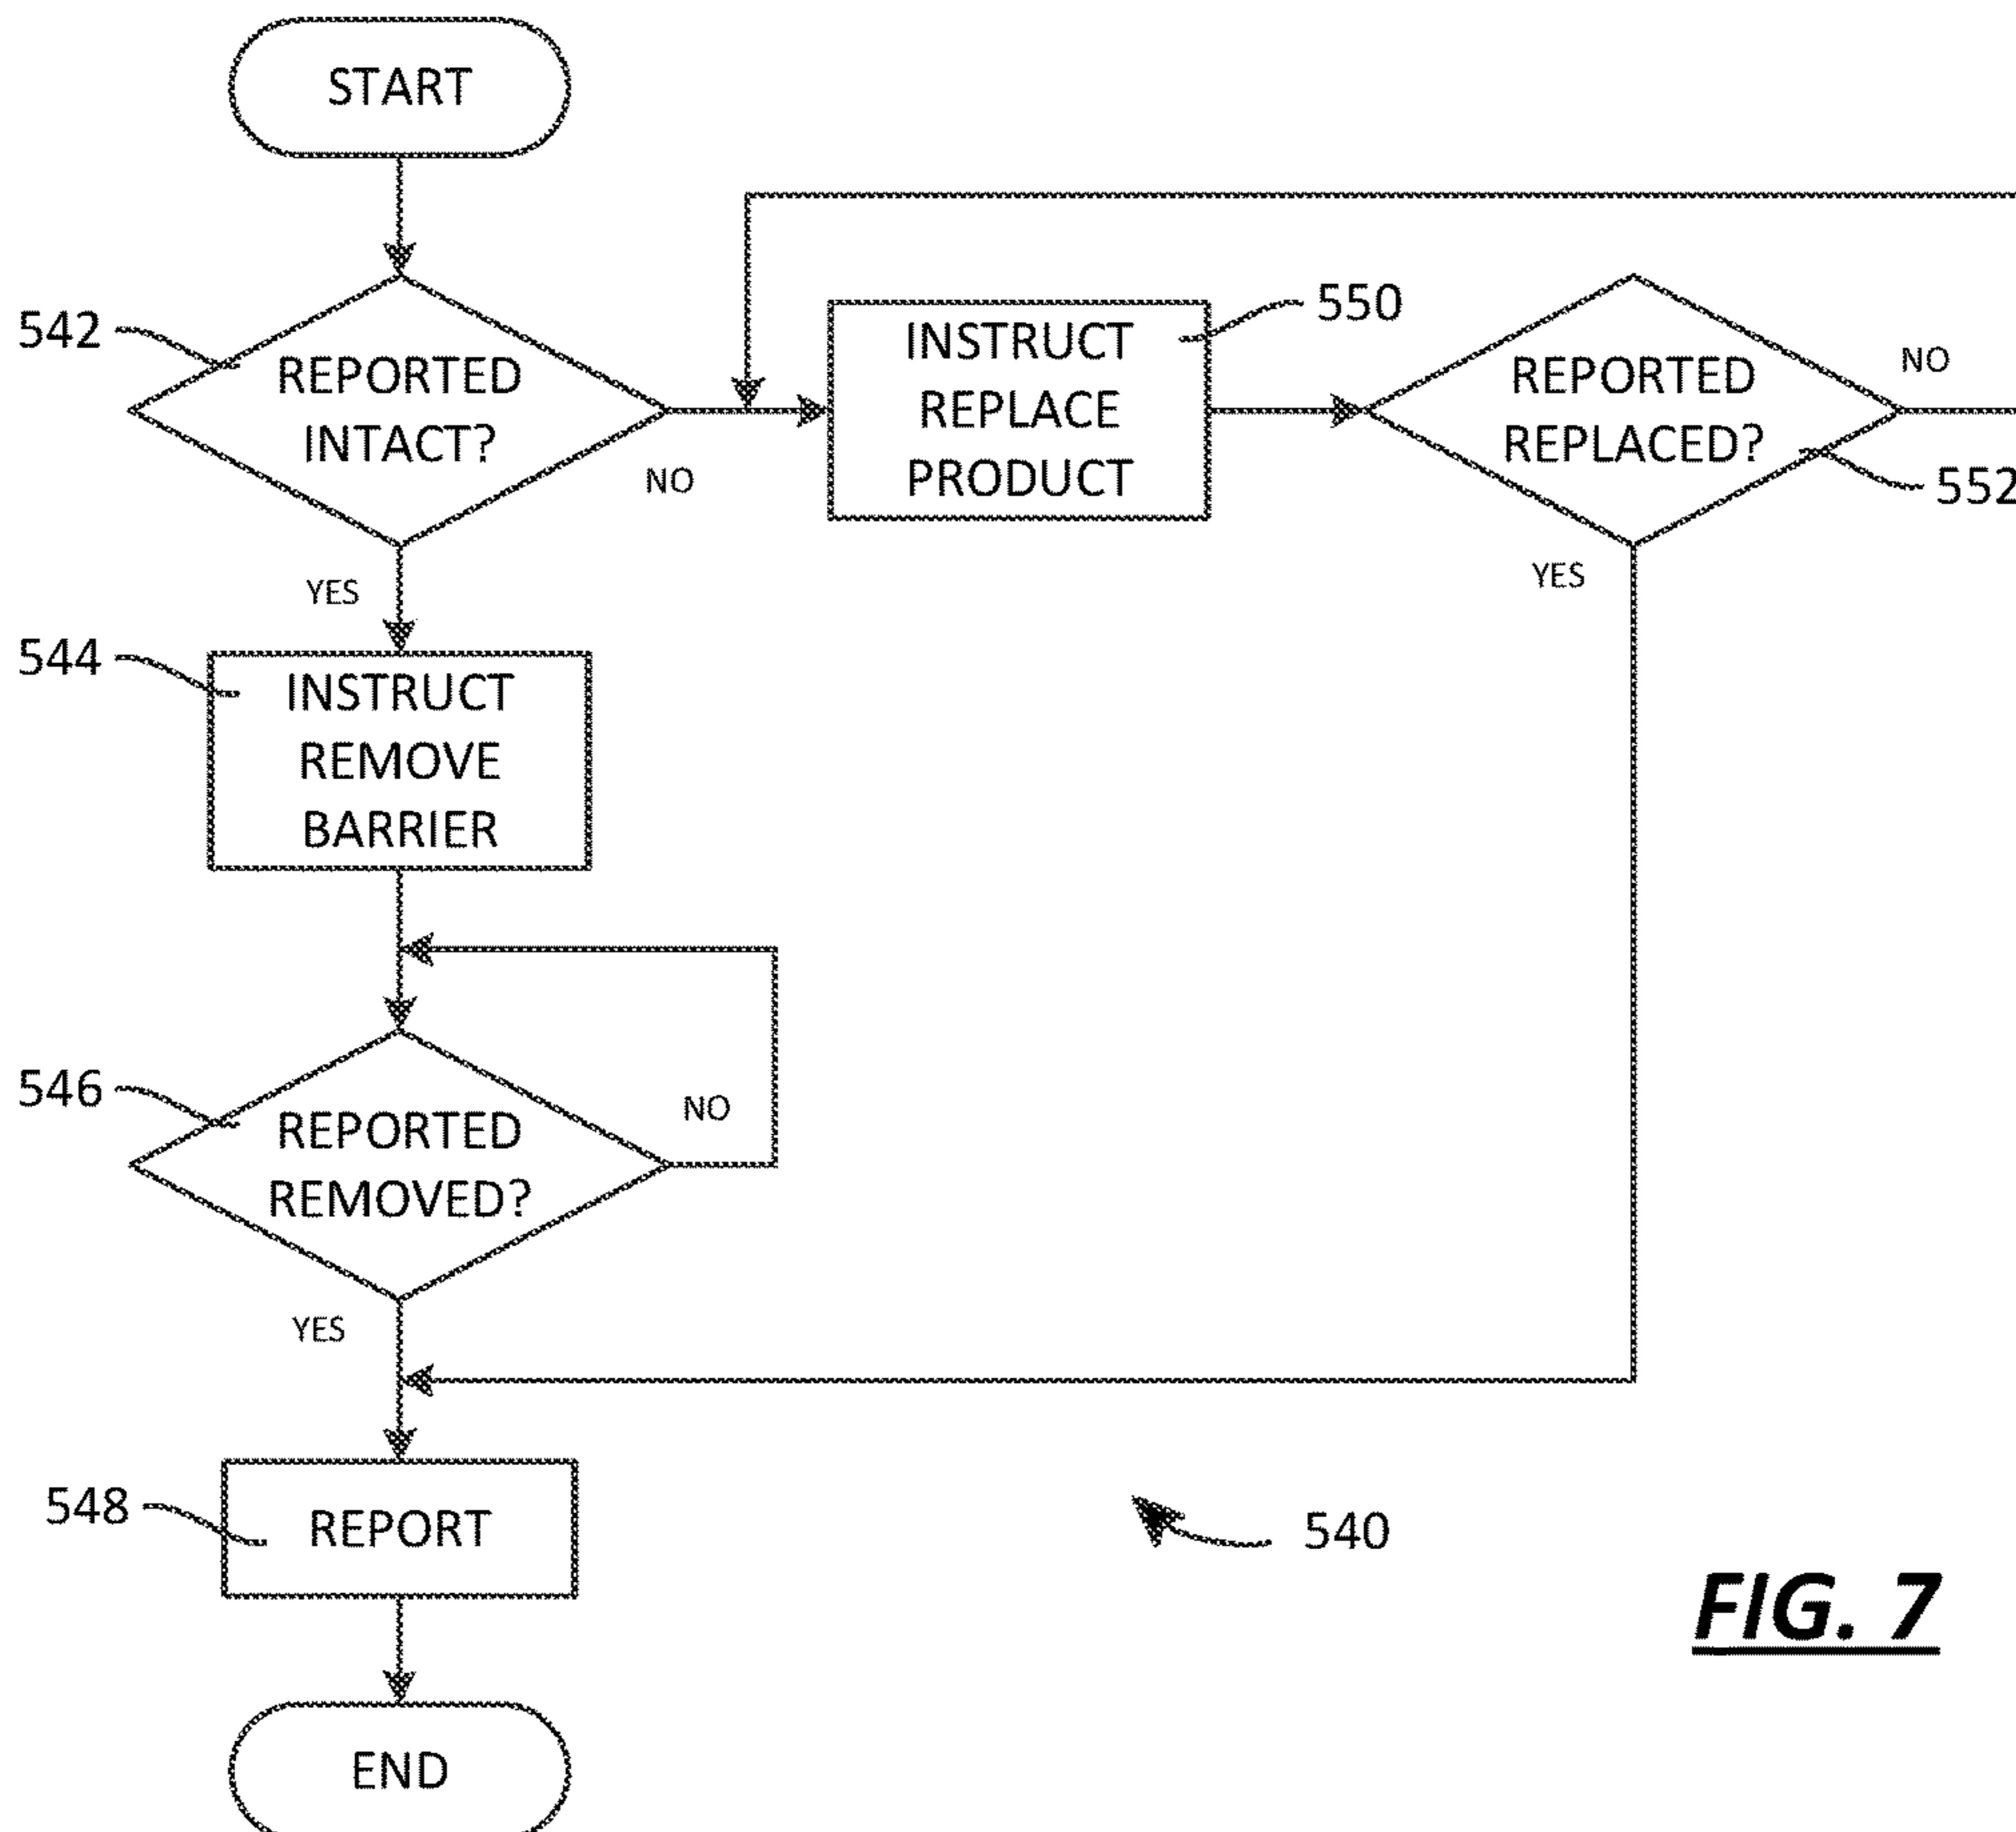 START
542
REPORTED
INTACT?
NO
YES
550
INSTRUCT
REPLACE
PRODUCT
REPORTED
REPLACED?
NO
552
YES
544
INSTRUCT
REMOVE
BARRIER
546
REPORTED
REMOVED?
NO
YES
548
REPORT
540
FIG. 7
END